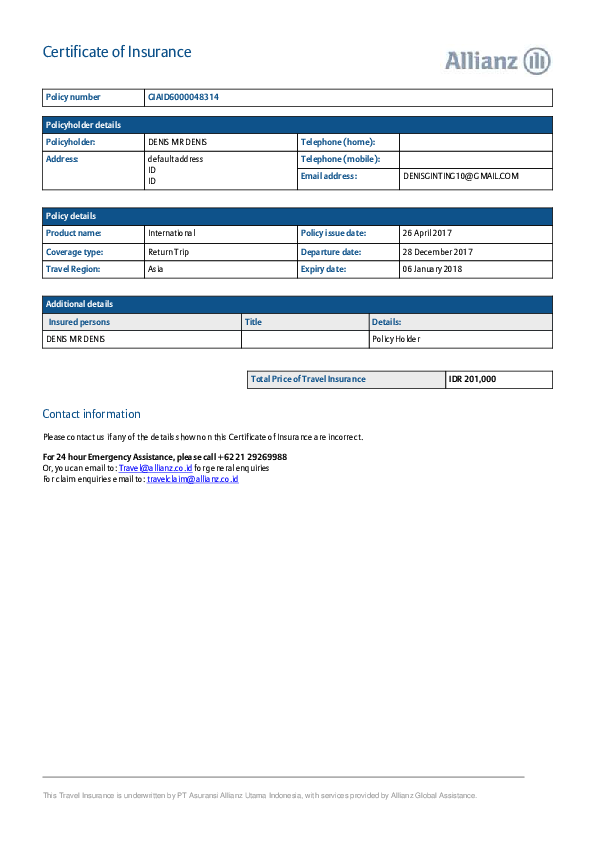 Certificate of Insurance
Allianz
Policy number GIAID6000048314
Policyholder details
Policyholder: DENIS MR DENIS Telephone (home):
Address: default address Telephone (mobile):
ID
ID
Email address: DENISGINTING10@GMAIL.COM
Policy details
Product name: International Policy issue date: 26 April 2017
Coverage type: Return Trip Departure date: 28 December 2017
Travel Region: Asia Expiry date: 06 January 2018
Additional details
Insured persons Title Details:
DENIS MR DENIS Policy Holder
Total Price of Travel Insurance IDR 201,000
Contact information
Please contact us if any of the details shown on this Certificate of Insurance are incorrect.
For 24 hour Emergency Assistance, please call +62 21 29269988
Or, you can email to: Travel@allianz.co.id for general enquiries
For claim enquiries email to: travelclaim@allianz.co.id
This Travel Insurance is underwritten by PT Asuransi Allianz Utama Indonesia, with services provided by Allianz Global Assistance.